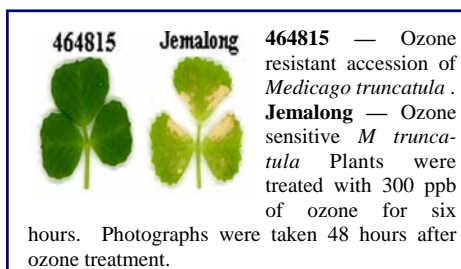 464815 Jemalong
464815 — Ozone
resistant accession of
Medicago truncatula .
Jemalong — Ozone
sensitive M trunca-
tula Plants were
treated with 300 ppb
of ozone for six
hours. Photographs were taken 48 hours after
ozone treatment.